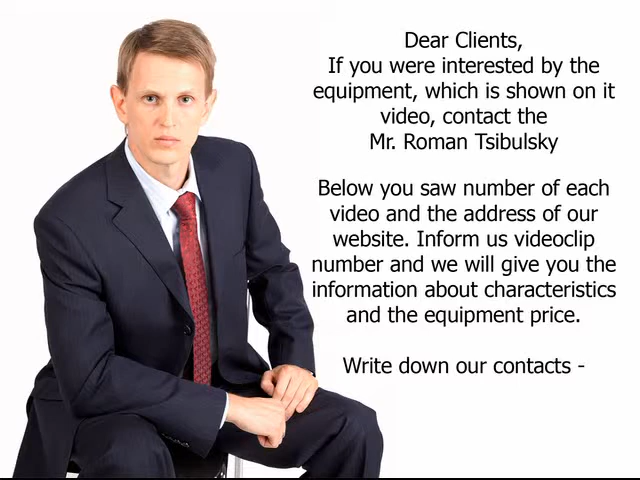 Dear Clients,
If you were interested by the
equipment, which is shown on it
video, contact the
Mr. Roman Tsibulsky
Below you saw number of each
video and the address of our
website. Inform us videoclip
number and we will give you the
information about characteristics
and the equipment price.
Write down our contacts -